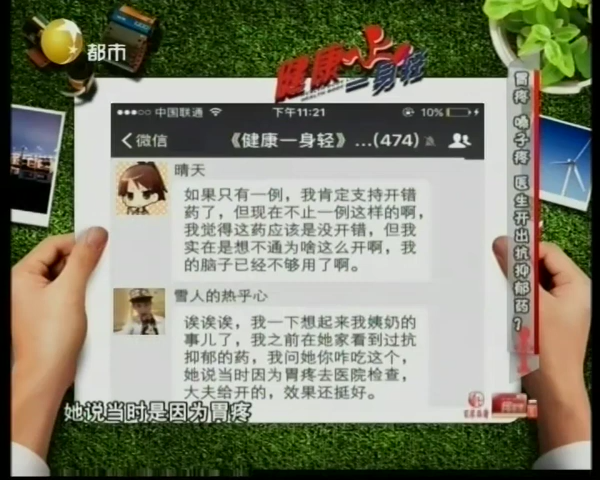 都市
健康一身轻
中国联通
下午11:21
10%
微信
《健康一身轻》...(474)
晴天
如果只有一例，我肯定支持开错
药了，但现在不止一例这样的啊，
我觉得这药应该是没开错，但我
实在是想不通为啥这么开啊，我
的脑子已经不够用了啊。
雪人的热乎心
诶诶诶，我一下想起来我姨奶的
事儿了，我之前在她家看到过抗
抑郁的药，我问她你咋吃这个，
她说当时因为胃疼去医院检查，
大夫给开的，效果还挺好。
胃疼 嗓子疼 医生开出抗抑郁药？
她说当时是因为胃疼